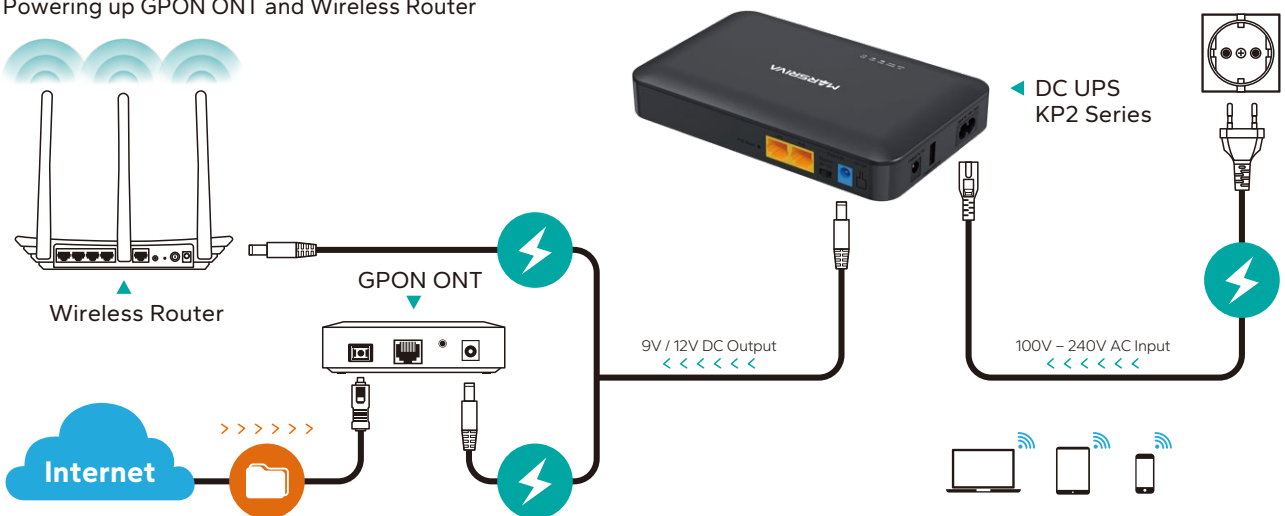 Powering up GPON ONT and Wireless Router
MARSRIVA
DC UPS
KP2 Series
GPON ONT
Wireless Router
9V / 12V DC Output
100V – 240V AC Input
Internet